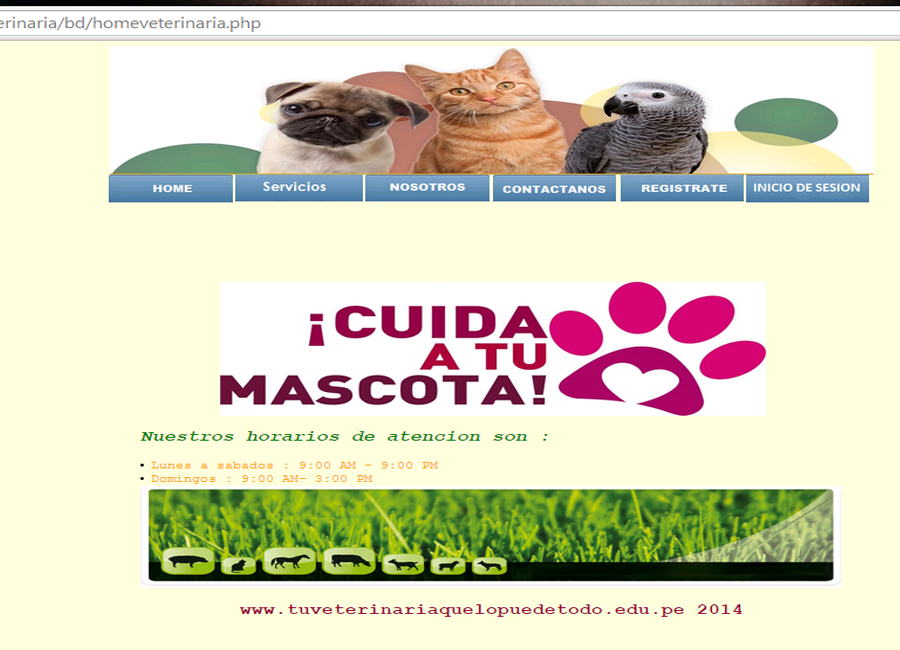 erinaria/bd/homeveterinaria.php
HOME Servicios NOSOTROS CONTACTANOS REGISTRATE INICIO DE SESION
¡CUIDA
A TU
MASCOTA!
Nuestros horarios de atencion son :
• Lunes a sabados : 9:00 AM - 9:00 PM
• Domingos : 9:00 AM- 3:00 PM
www.tuveterinariaquelopuedetodo.edu.pe 2014